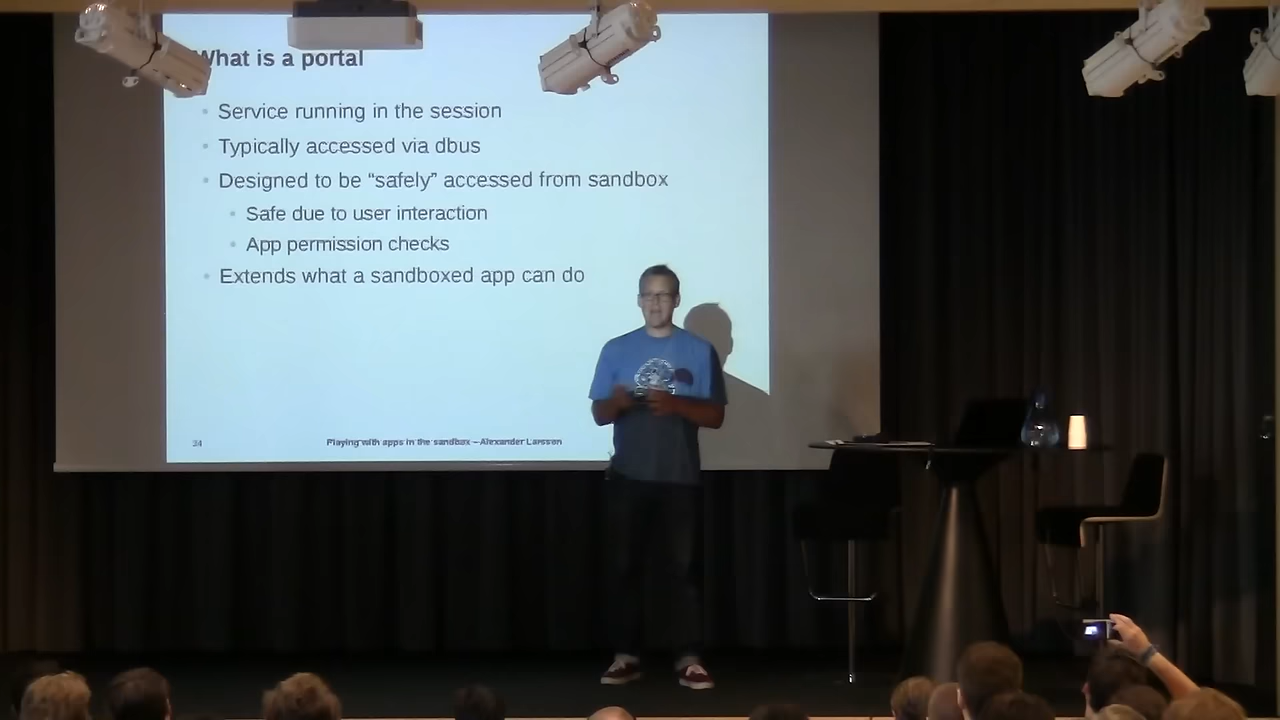 What is a portal
Service running in the session
Typically accessed via dbus
Designed to be “safely” accessed from sandbox
Safe due to user interaction
App permission checks
Extends what a sandboxed app can do
24
Playing with apps in the sandbox – Alexander Larsson